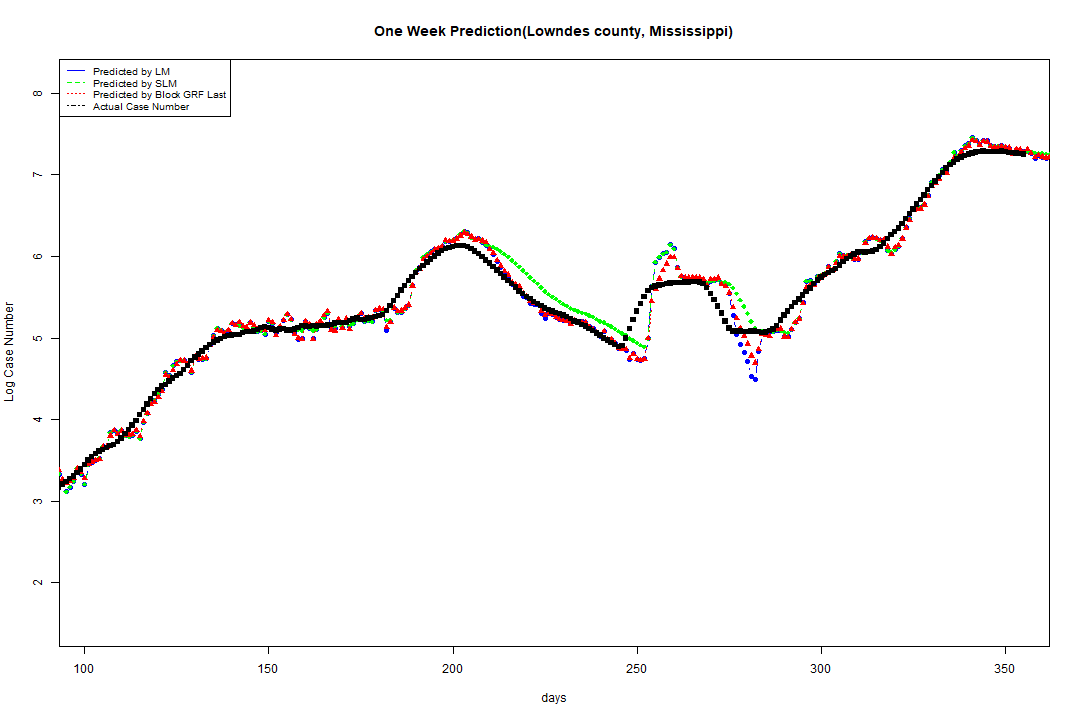 One Week Prediction(Lowndes county, Mississippi)
Predicted by LM
Predicted by SLM
Predicted by Block GRF Last
Actual Case Number
8
7
6
5
4
3
2
Log Case Number
100 150 200 250 300 350
days